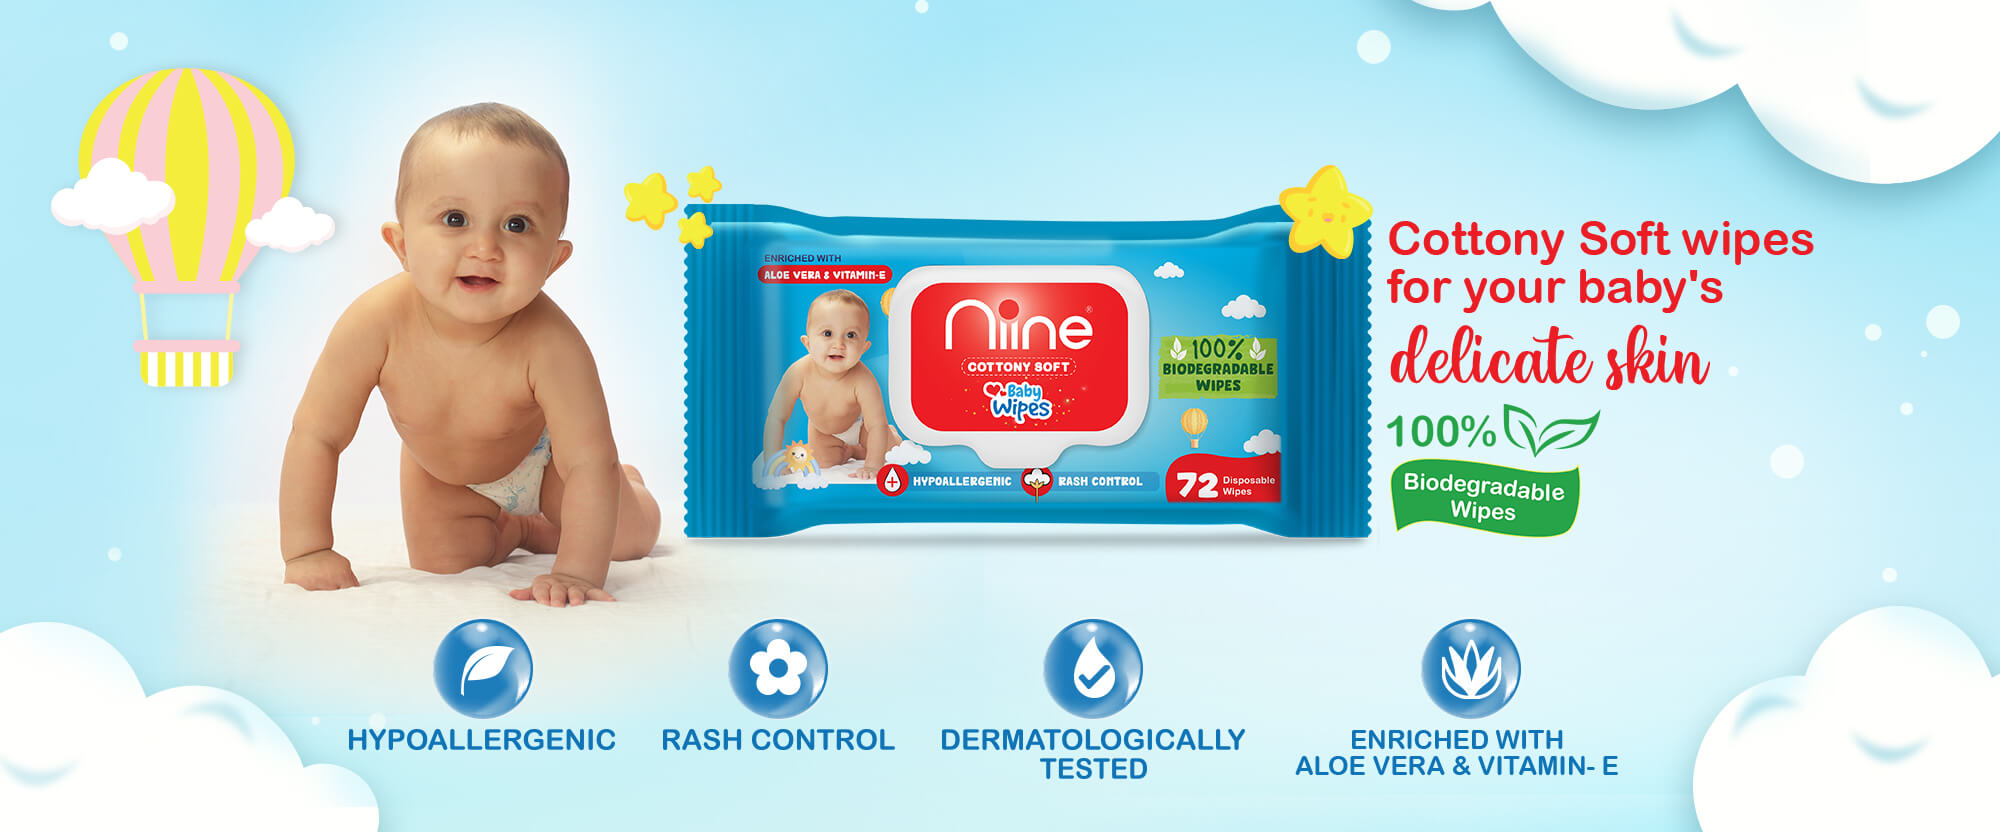 ENRICHED WITH
ALOE VERA & VITAMIN-E
Niine®
COTTONY SOFT
Baby
Wipes
100%
BIODEGRADABLE
WIPES
HYPOALLERGENIC
RASH CONTROL
72 Disposable
Wipes
Cottony Soft wipes
for your baby's
delicate skin
100%
Biodegradable
Wipes
HYPOALLERGENIC
RASH CONTROL
DERMATOLOGICALLY
TESTED
ENRICHED WITH
ALOE VERA & VITAMIN- E